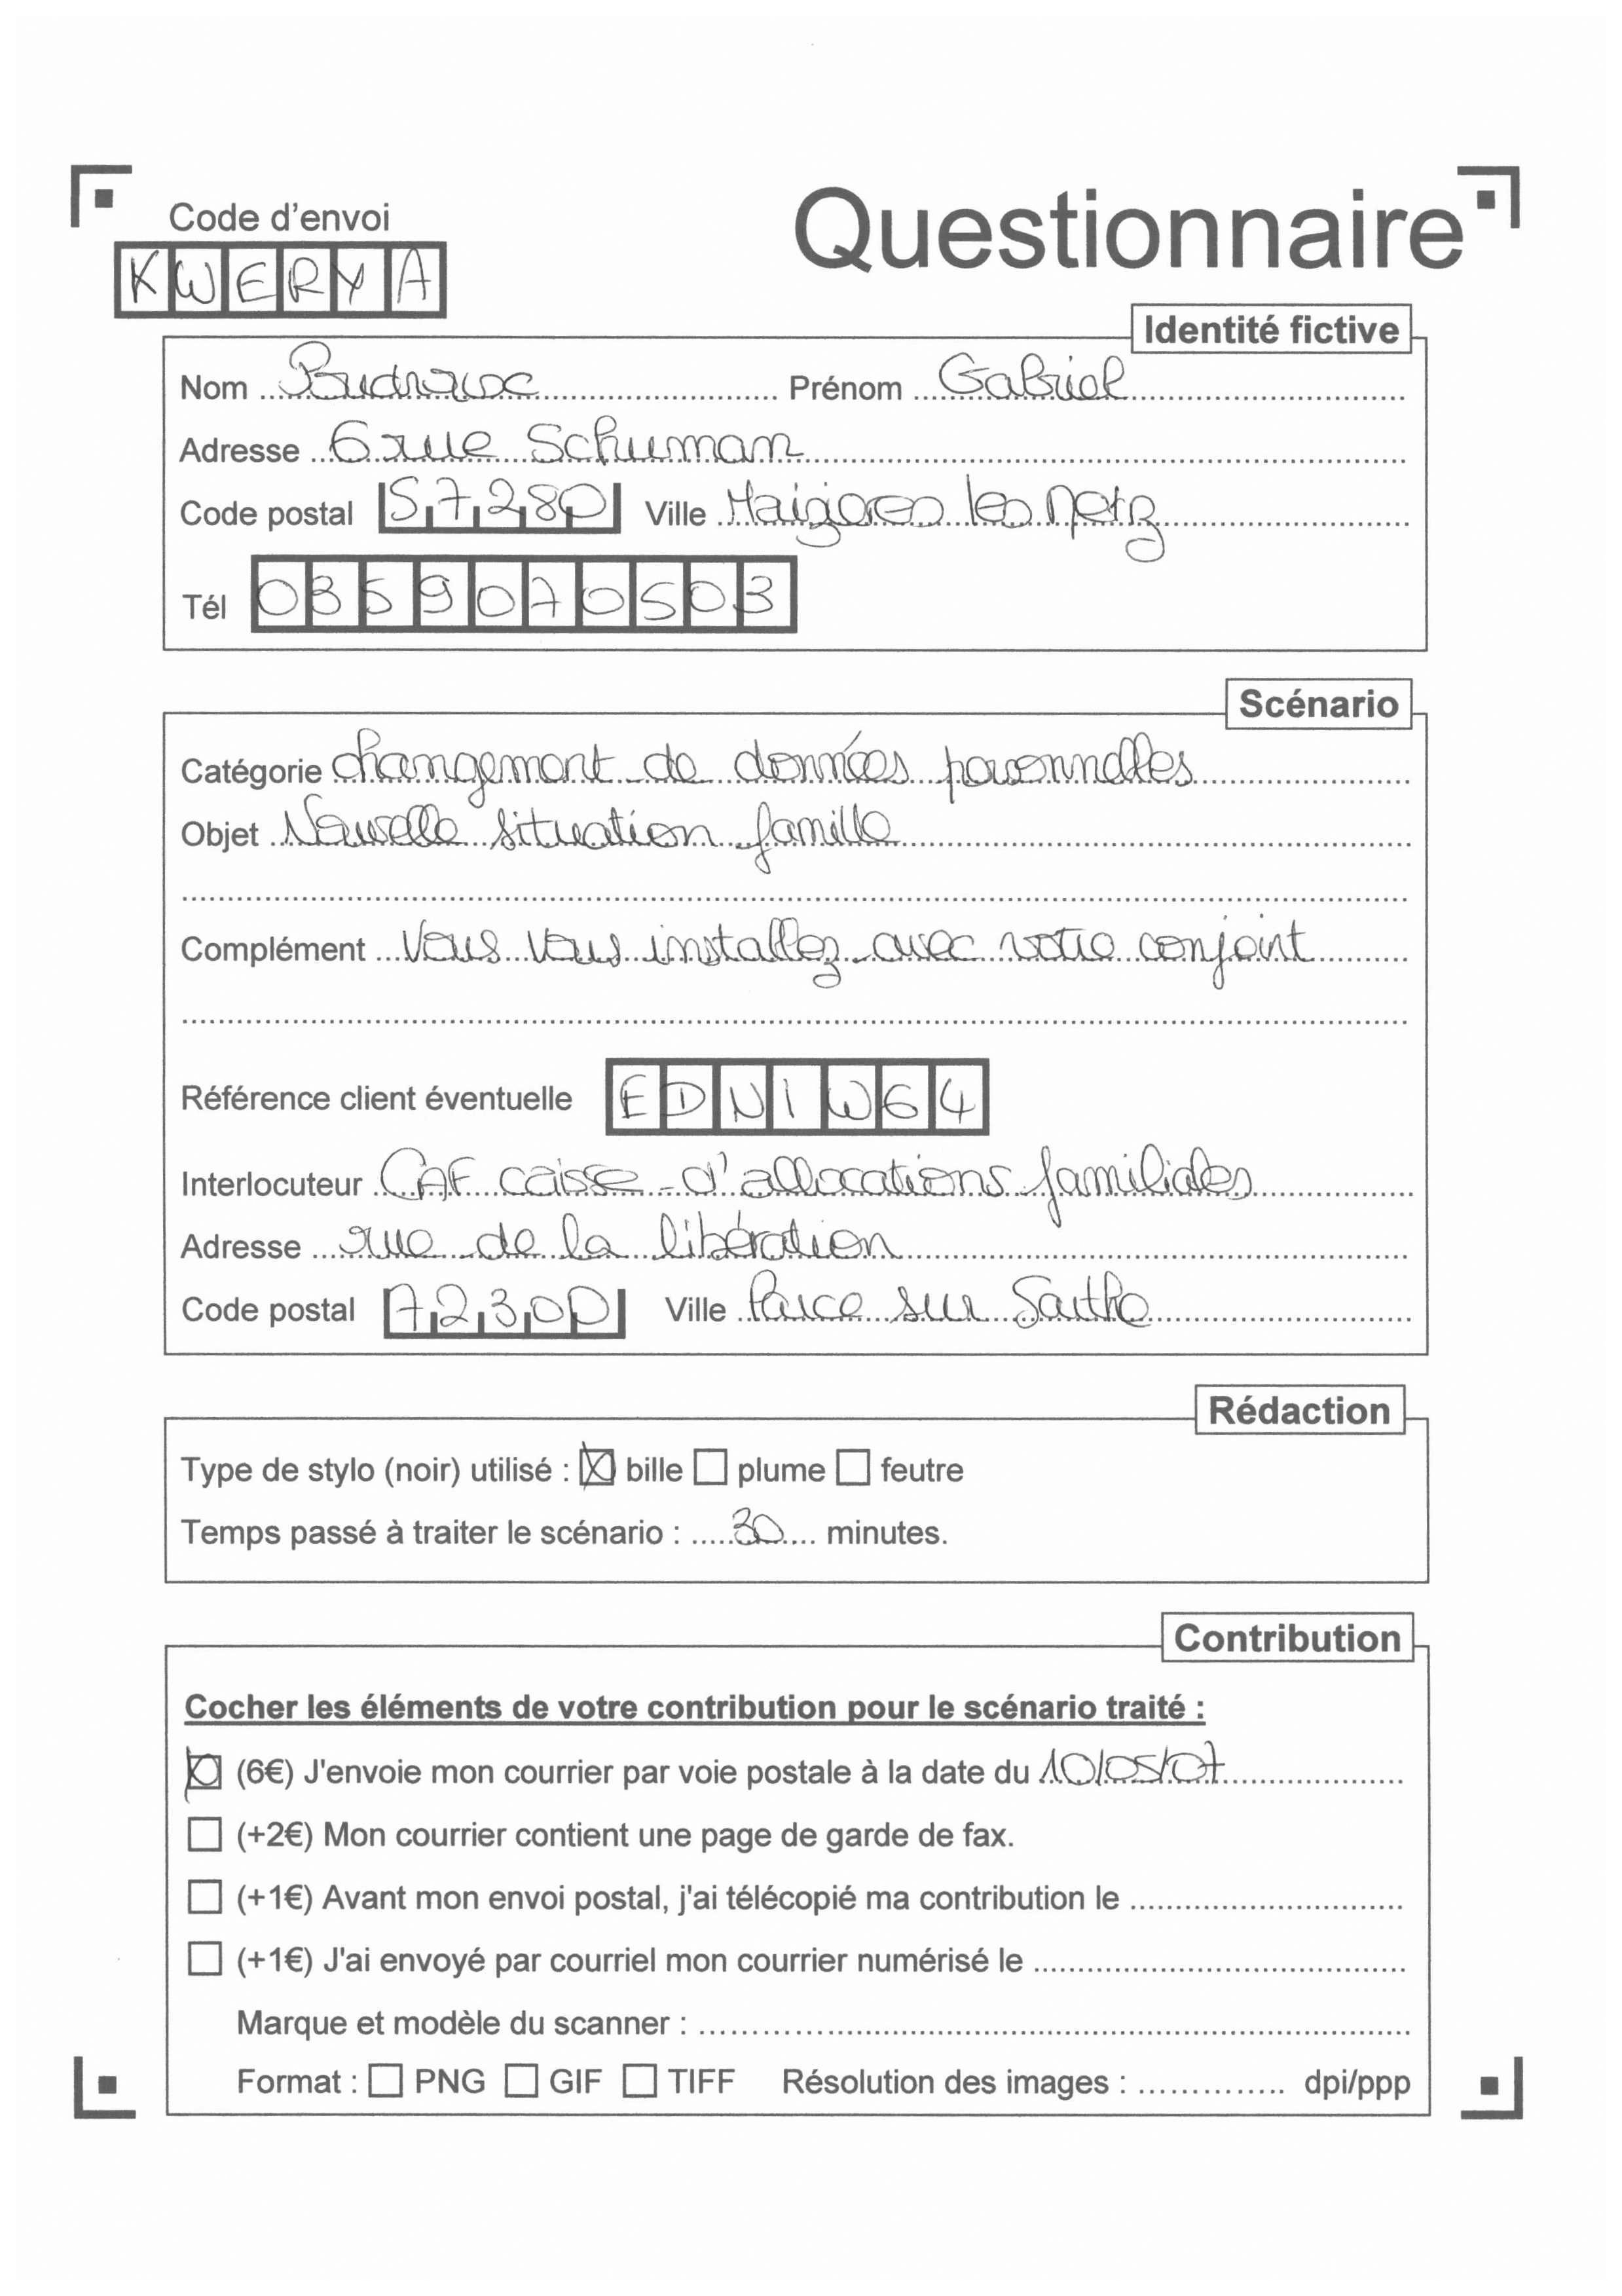 Code d'envoi
Questionnaire
KWERYA
Identité fictive
Nom Prénom Gabriel
Adresse 6 rue Schuman
Code postal 57280 Ville les Metz
Tél 0359070503
Scénario
Catégorie changement de données personnelles
Objet Nouvelle situation famille
Complément Vous vous installez avec votre conjoint
Référence client éventuelle EDNIW64
Interlocuteur CAF caisse d'allocations familiales
Adresse rue de la libération
Code postal 72300 Ville Parce sur Sarthe
Rédaction
Type de stylo (noir) utilisé : bille plume feutre
Temps passé à traiter le scénario : 30 minutes.
Contribution
Cocher les éléments de votre contribution pour le scénario traité :
(6€) J'envoie mon courrier par voie postale à la date du 10/05/07
(+2€) Mon courrier contient une page de garde de fax.
(+1€) Avant mon envoi postal, j'ai télécopié ma contribution le
(+1€) J'ai envoyé par courriel mon courrier numérisé le
Marque et modèle du scanner :
Format : PNG GIF TIFF Résolution des images : dpi/ppp